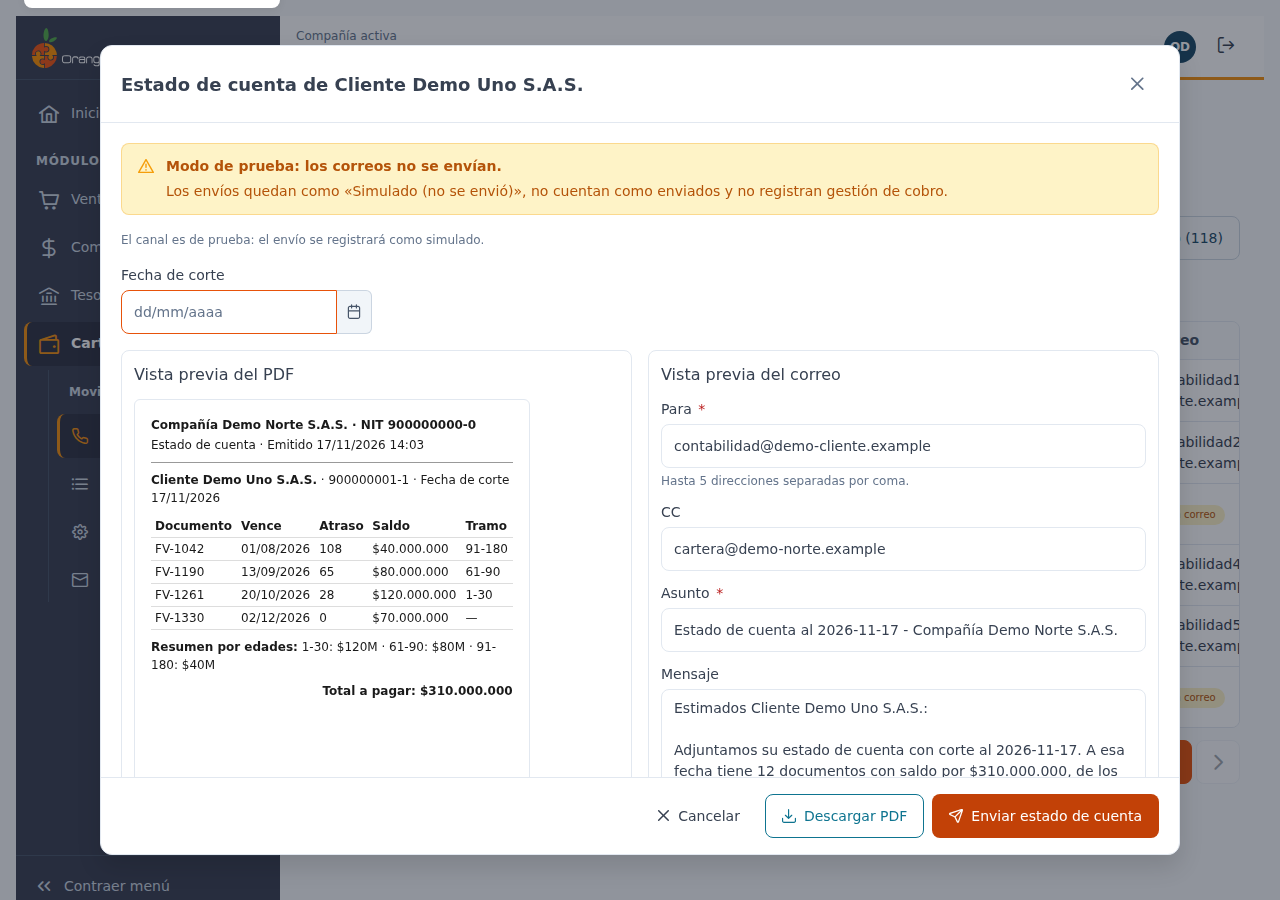 Compañía activa
OD
Estado de cuenta de Cliente Demo Uno S.A.S.
MÓDULO
Modo de prueba: los correos no se envían.
Los envíos quedan como «Simulado (no se envió)», no cuentan como enviados y no registran gestión de cobro.
El canal es de prueba: el envío se registrará como simulado.
(118)
Fecha de corte
dd/mm/aaaa
Vista previa del PDF
Compañía Demo Norte S.A.S. · NIT 900000000-0
Estado de cuenta · Emitido 17/11/2026 14:03
Cliente Demo Uno S.A.S. · 900000001-1 · Fecha de corte
17/11/2026
Documento Vence Atraso Saldo Tramo
FV-1042 01/08/2026 108 $40.000.000 91-180
FV-1190 13/09/2026 65 $80.000.000 61-90
FV-1261 20/10/2026 28 $120.000.000 1-30
FV-1330 02/12/2026 0 $70.000.000 —
Resumen por edades: 1-30: $120M · 61-90: $80M · 91-
180: $40M
Total a pagar: $310.000.000
Vista previa del correo
Para *
contabilidad@demo-cliente.example
Hasta 5 direcciones separadas por coma.
CC
cartera@demo-norte.example
Asunto *
Estado de cuenta al 2026-11-17 - Compañía Demo Norte S.A.S.
Mensaje
Estimados Cliente Demo Uno S.A.S.:
Adjuntamos su estado de cuenta con corte al 2026-11-17. A esa
fecha tiene 12 documentos con saldo por $310.000.000, de los
correo
correo
Cancelar
Descargar PDF
Enviar estado de cuenta
Contraer menú